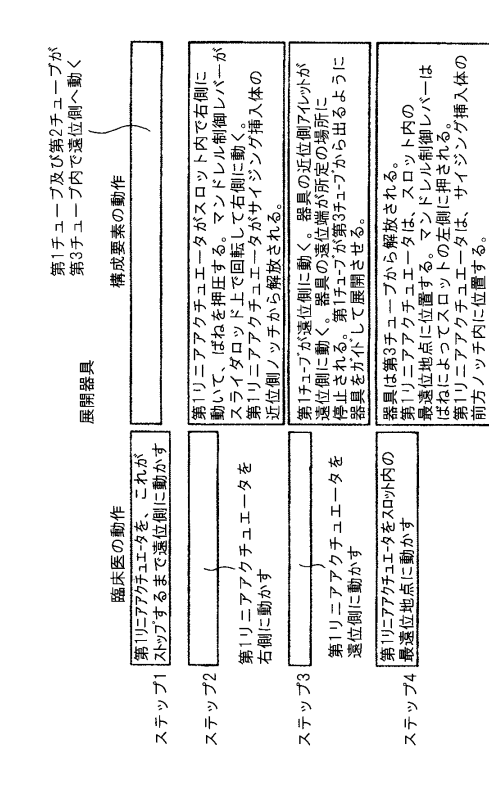 展開器具
臨床医の動作
構成要素の動作
第1チューブ及び第2チューブが
第3チューブ内で遠位側へ動く
ステップ1
第1リニアアクチュエータを、これが
ストップするまで遠位側に動かす
ステップ2
第1リニアアクチュエータを
右側に動かす
第1リニアアクチュエータがスロット内で右側に
動いて、ばねを押圧する。マンドレル制御レバーが
スライダロッド上で回転して右側に動く。
第1リニアアクチュエータがサイジング挿入体の
近位側ノッチから解放される。
ステップ3
第1リニアアクチュエータを
遠位側に動かす
第1チューブが遠位側に動く。器具の近位側アイレットが
遠位側に動く。器具の遠位端が所定の場所に
停止される。第1チューブが第3チューブから出るように
器具をガイドして展開させる。
ステップ4
第1リニアアクチュエータをスロット内の
最遠位地点に動かす
器具は第3チューブから解放される。
第1リニアアクチュエータは、スロット内の
最遠位地点に位置する。マンドレル制御レバーは
ばねによってスロットの左側に押される。
第1リニアアクチュエータは、サイジング挿入体の
前方ノッチ内に位置する。